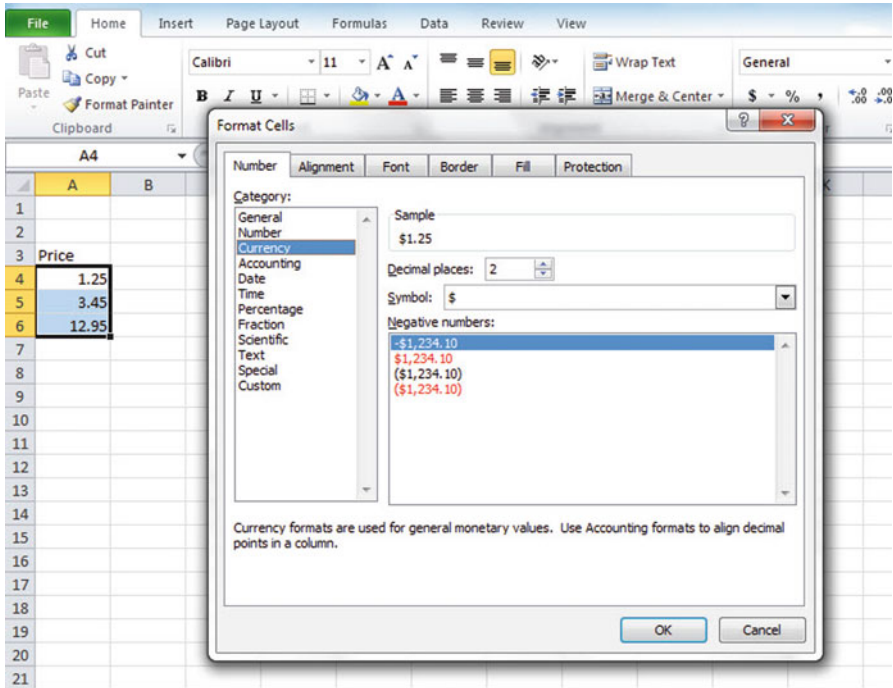 File Home Insert Page Layout Formulas Data Review View
Cut
Copy
Paste
Format Painter
Clipboard
Calibri 11 A A
Wrap Text
General
B I U A
Merge & Center
$ % , .00
A4
Format Cells
A B
1
2
3 Price
4 1.25
5 3.45
6 12.95
7
8
9
10
11
12
13
14
15
16
17
18
19
20
21
Number Alignment Font Border Fill Protection
Category:
General
Number
Currency
Accounting
Date
Time
Percentage
Fraction
Scientific
Text
Special
Custom
Sample
$1.25
Decimal places: 2
Symbol: $
Negative numbers:
-$1,234.10
$1,234.10
($1,234.10)
($1,234.10)
Currency formats are used for general monetary values. Use Accounting formats to align decimal
points in a column.
OK Cancel